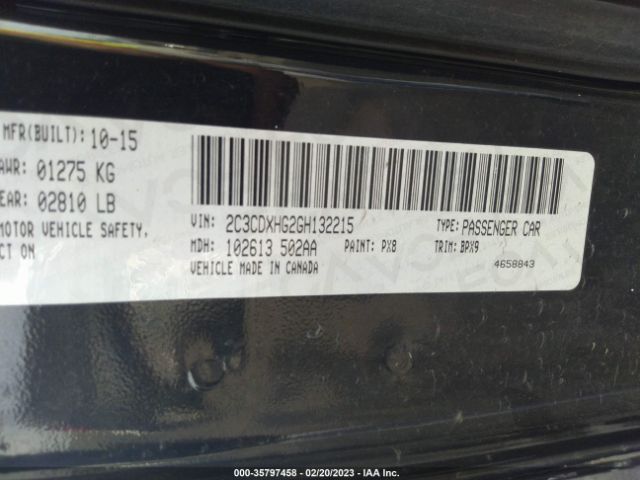 MFR(BUILT): 10-15
AWR: 01275 KG
EAR: 02810 LB
MOTOR VEHICLE SAFETY,
CT ON
VIN: 2C3CDXHG2GH132215
TYPE: PASSENGER CAR
MDH: 102613 502AA
PAINT: PX8
TRIM: BPX9
VEHICLE MADE IN CANADA
4658843
000-35797458 - 02/20/2023 - IAA Inc.